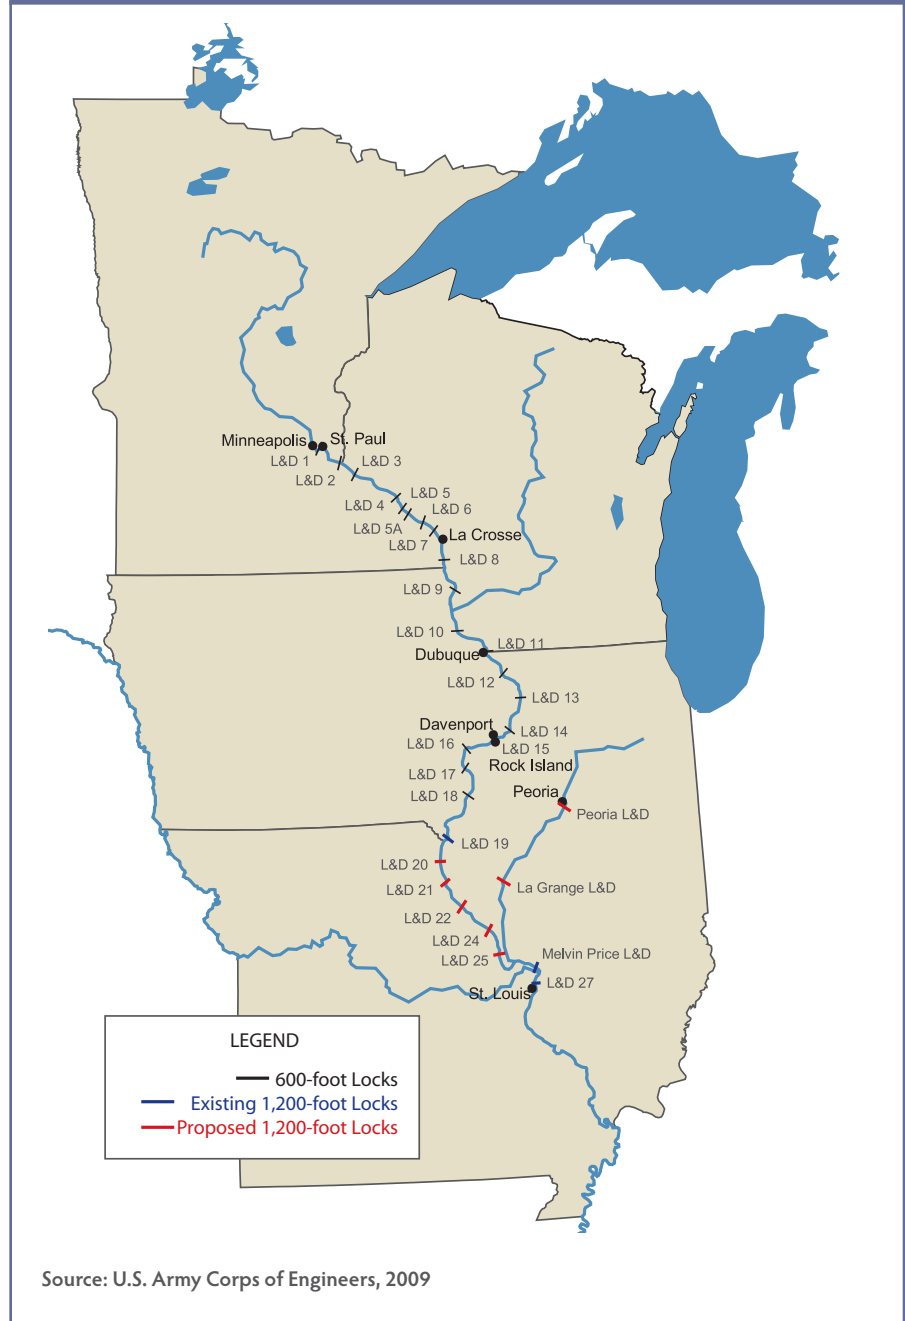 Minneapolis
St. Paul
L&D 1
L&D 3
L&D 2
L&D 5
L&D 4
L&D 6
L&D 5A
La Crosse
L&D 7
L&D 8
L&D 9
L&D 10
L&D 11
Dubuque
L&D 12
L&D 13
Davenport
L&D 14
L&D 16
L&D 15
Rock Island
L&D 17
Peoria
L&D 18
Peoria L&D
L&D 19
L&D 20
L&D 21
La Grange L&D
L&D 22
L&D 24
Melvin Price L&D
L&D 25
L&D 27
St. Louis
LEGEND
600-foot Locks
Existing 1,200-foot Locks
Proposed 1,200-foot Locks
Source: U.S. Army Corps of Engineers, 2009